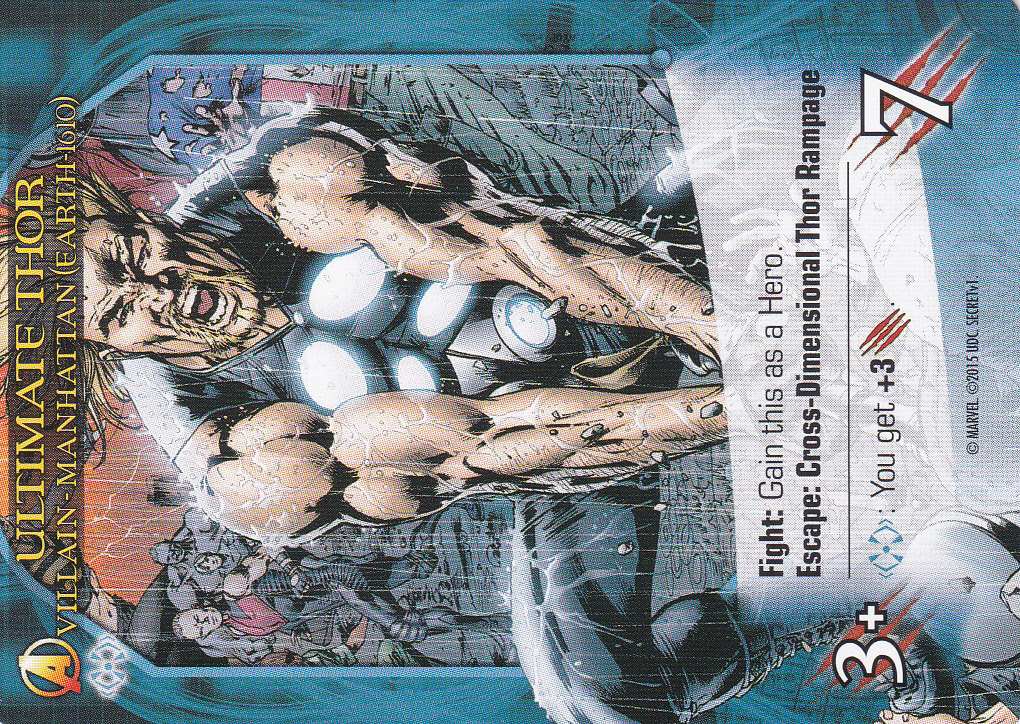 ULTIMATE THOR
VILLAIN - MANHATTAN (EARTH-1610)
Fight: Gain this as a Hero.
Escape: Cross-Dimensional Thor Rampage
: You get +3.
3+
7
© MARVEL. ©2015 UDC. SECRETv1.